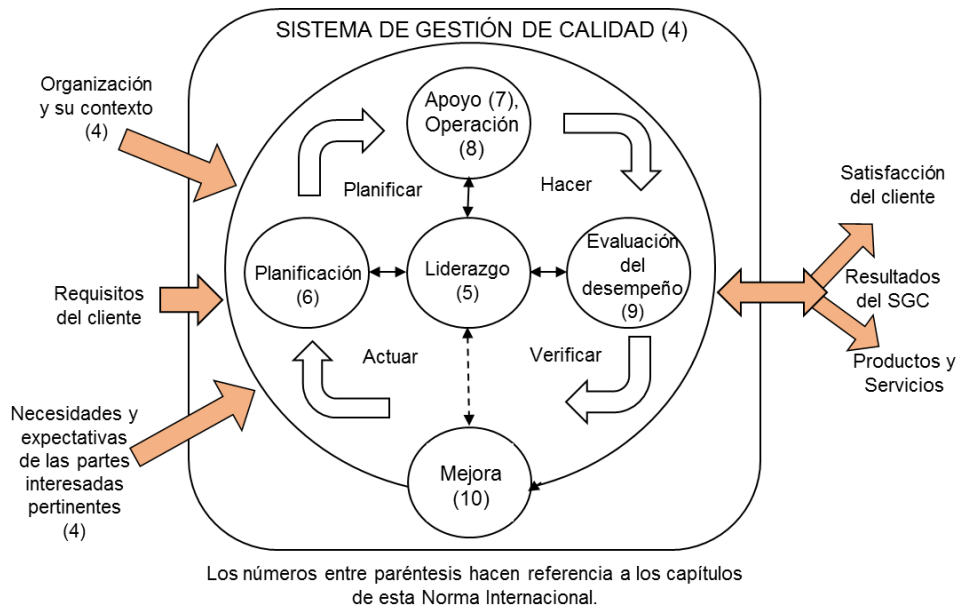 SISTEMA DE GESTIÓN DE CALIDAD (4)
Organización
y su contexto
(4)
Apoyo (7),
Operación
(8)
Planificar
Hacer
Satisfacción
del cliente
Planificación
(6)
Liderazgo
(5)
Evaluación
del
desempeño
(9)
Requisitos
del cliente
Resultados
del SGC
Actuar
Verificar
Productos y
Servicios
Necesidades y
expectativas
de las partes
interesadas
pertinentes
(4)
Mejora
(10)
Los números entre paréntesis hacen referencia a los capítulos
de esta Norma Internacional.